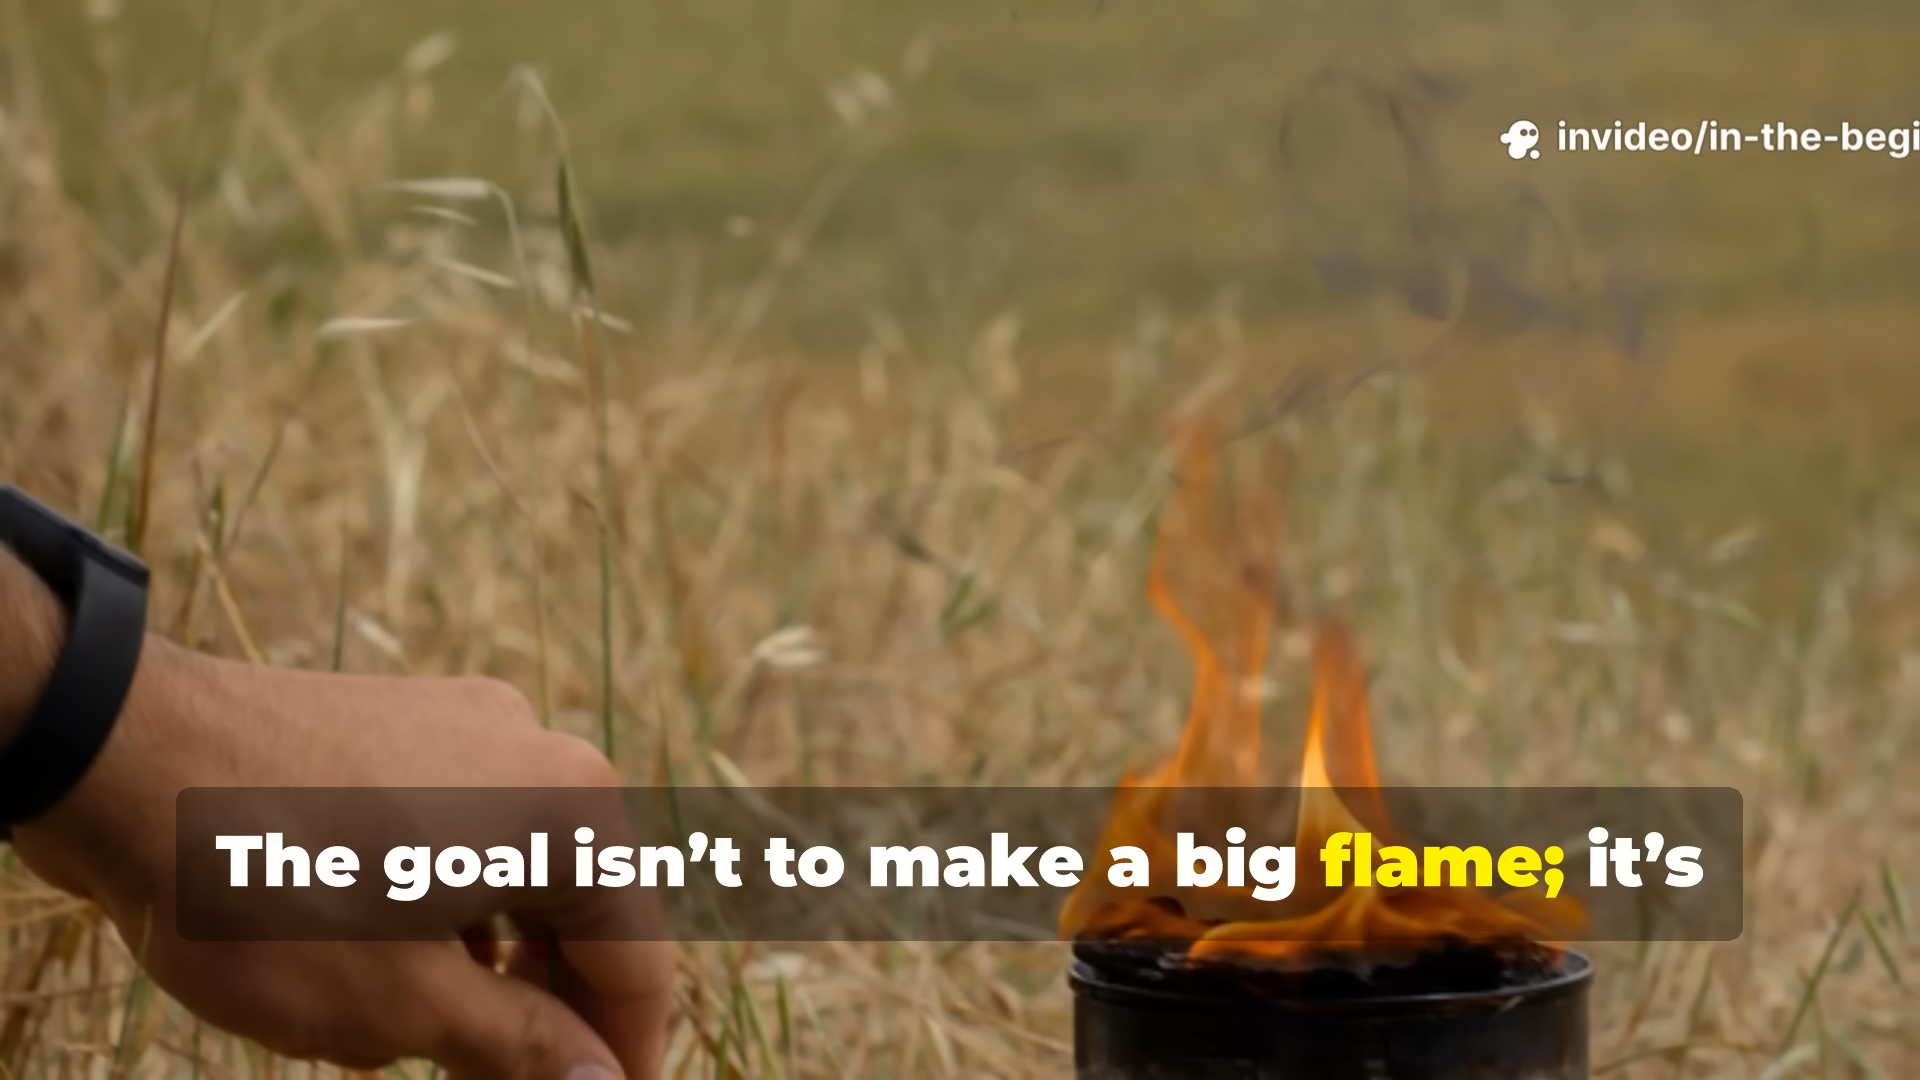 invideo/in-the-begi
The goal isn’t to make a big flame; it’s